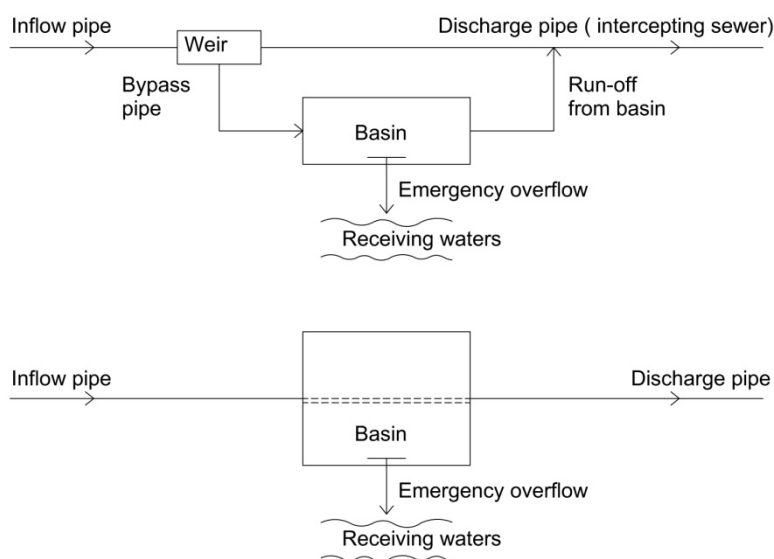 Inflow pipe
Discharge pipe ( intercepting sewer)
Weir
Bypass
pipe
Run-off
from basin
Basin
Emergency overflow
Receiving waters
Inflow pipe
Discharge pipe
Basin
Emergency overflow
Receiving waters